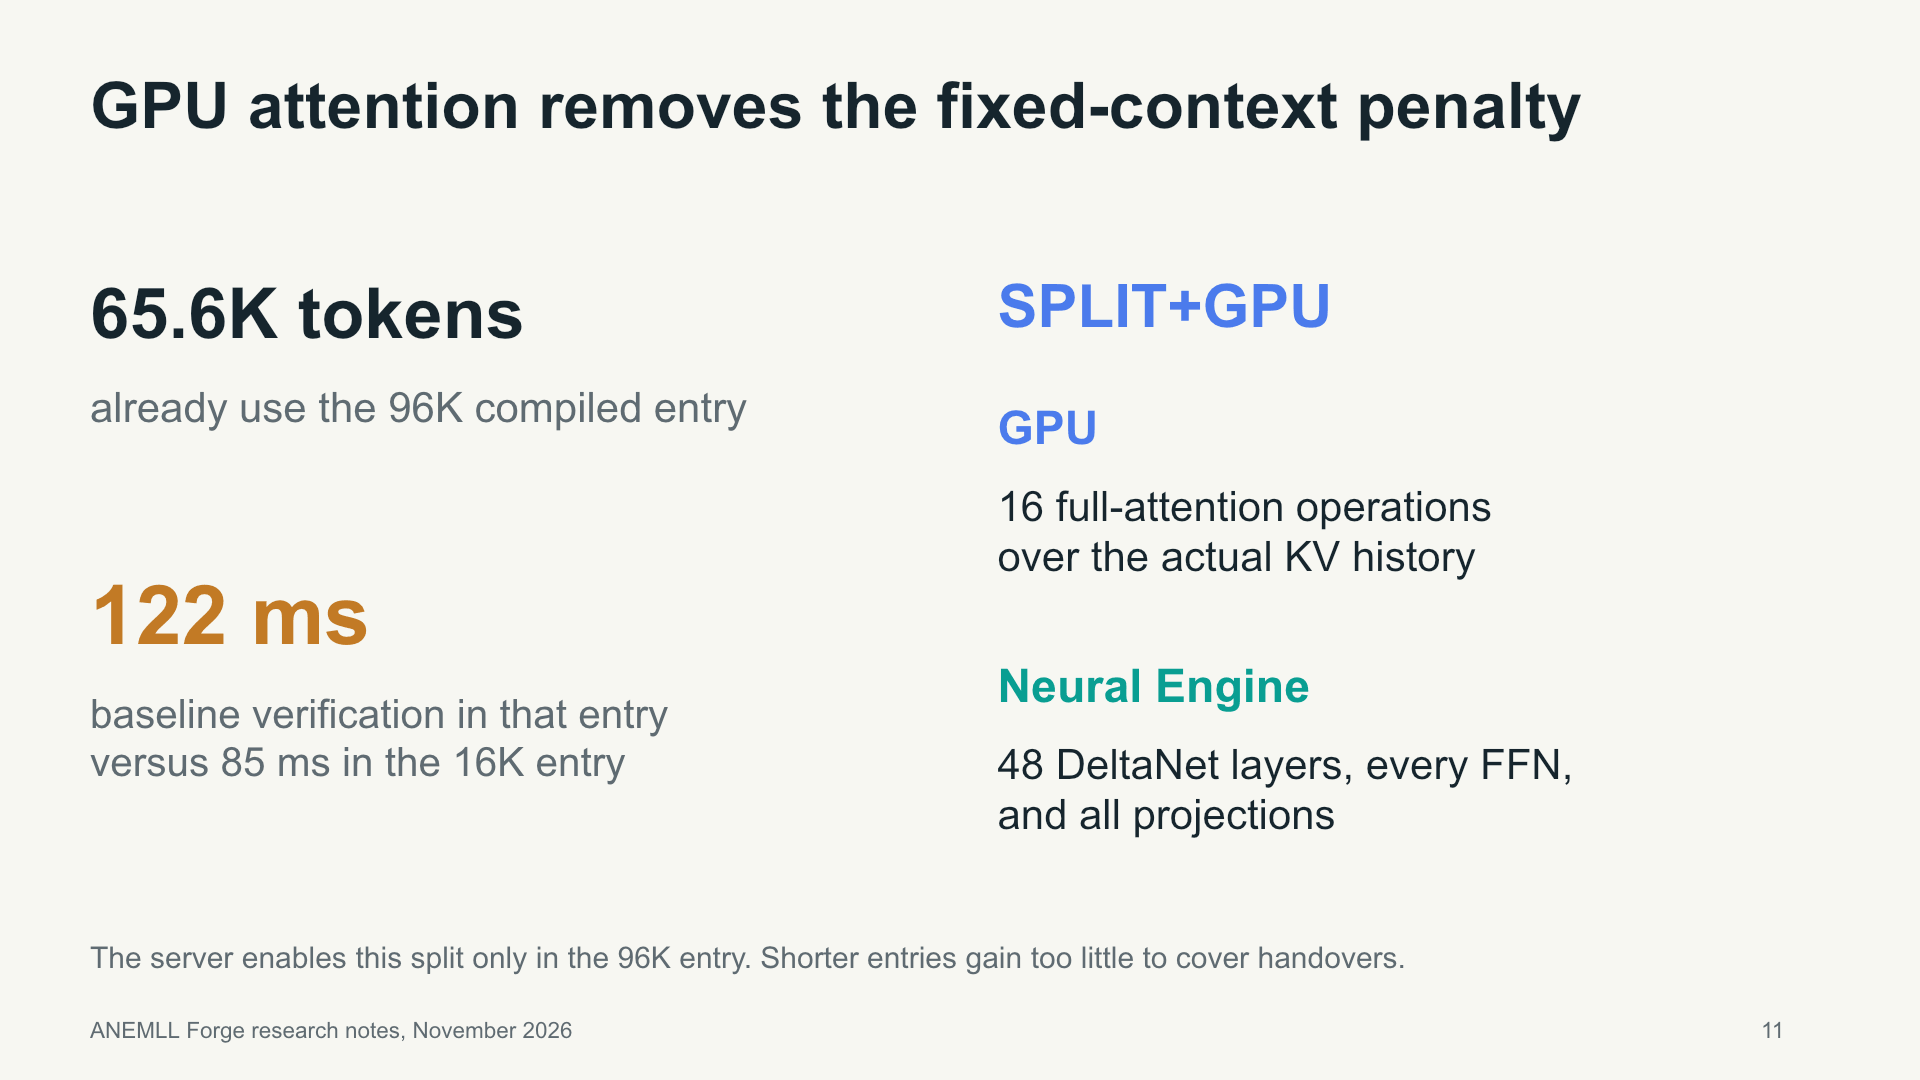 GPU attention removes the fixed-context penalty
65.6K tokens
already use the 96K compiled entry
122 ms
baseline verification in that entry
versus 85 ms in the 16K entry
SPLIT+GPU
GPU
16 full-attention operations
over the actual KV history
Neural Engine
48 DeltaNet layers, every FFN,
and all projections
The server enables this split only in the 96K entry. Shorter entries gain too little to cover handovers.
ANEMLL Forge research notes, November 2026
11